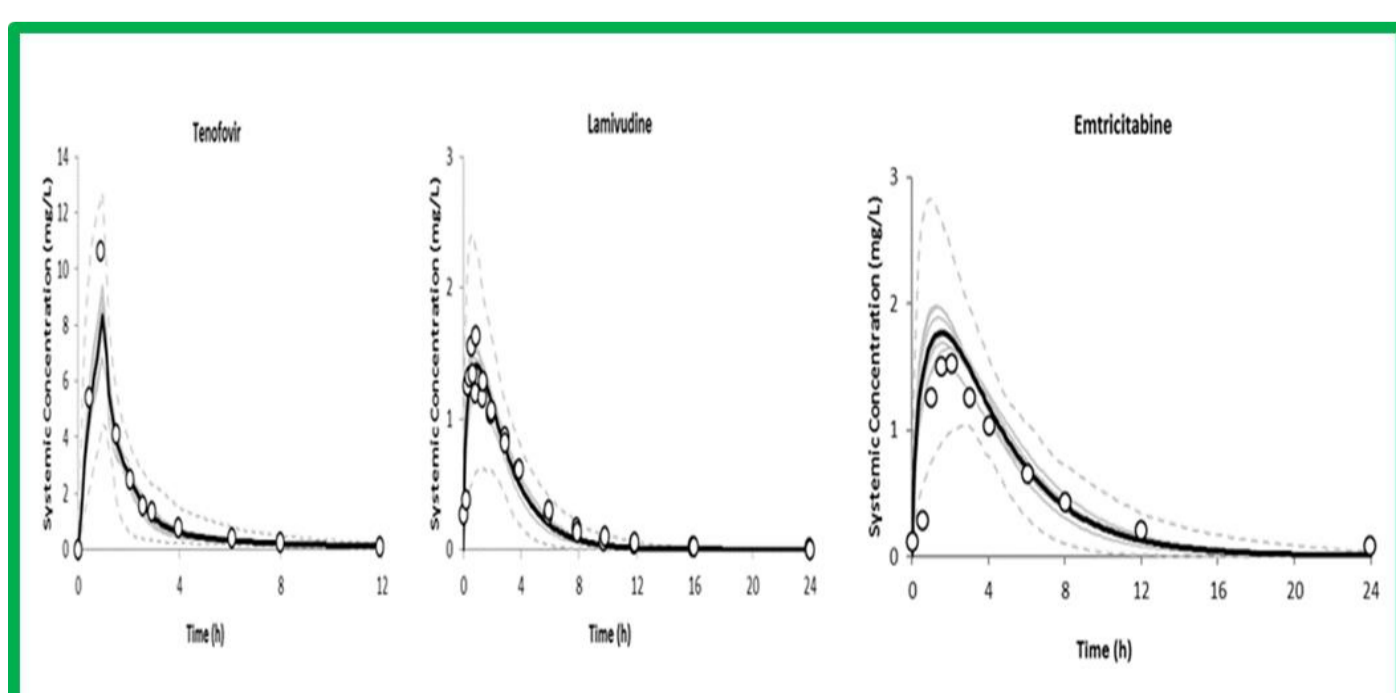 Tenofovir
Systemic Concentration (mg/L)
14
12
10
8
6
4
2
0
0 4 8 12
Time (h)
Lamivudine
Systemic Concentration (mg/L)
3
2
1
0
0 4 8 12 16 20 24
Time (h)
Emtricitabine
Systemic Concentration (mg/L)
3
2
1
0
0 4 8 12 16 20 24
Time (h)